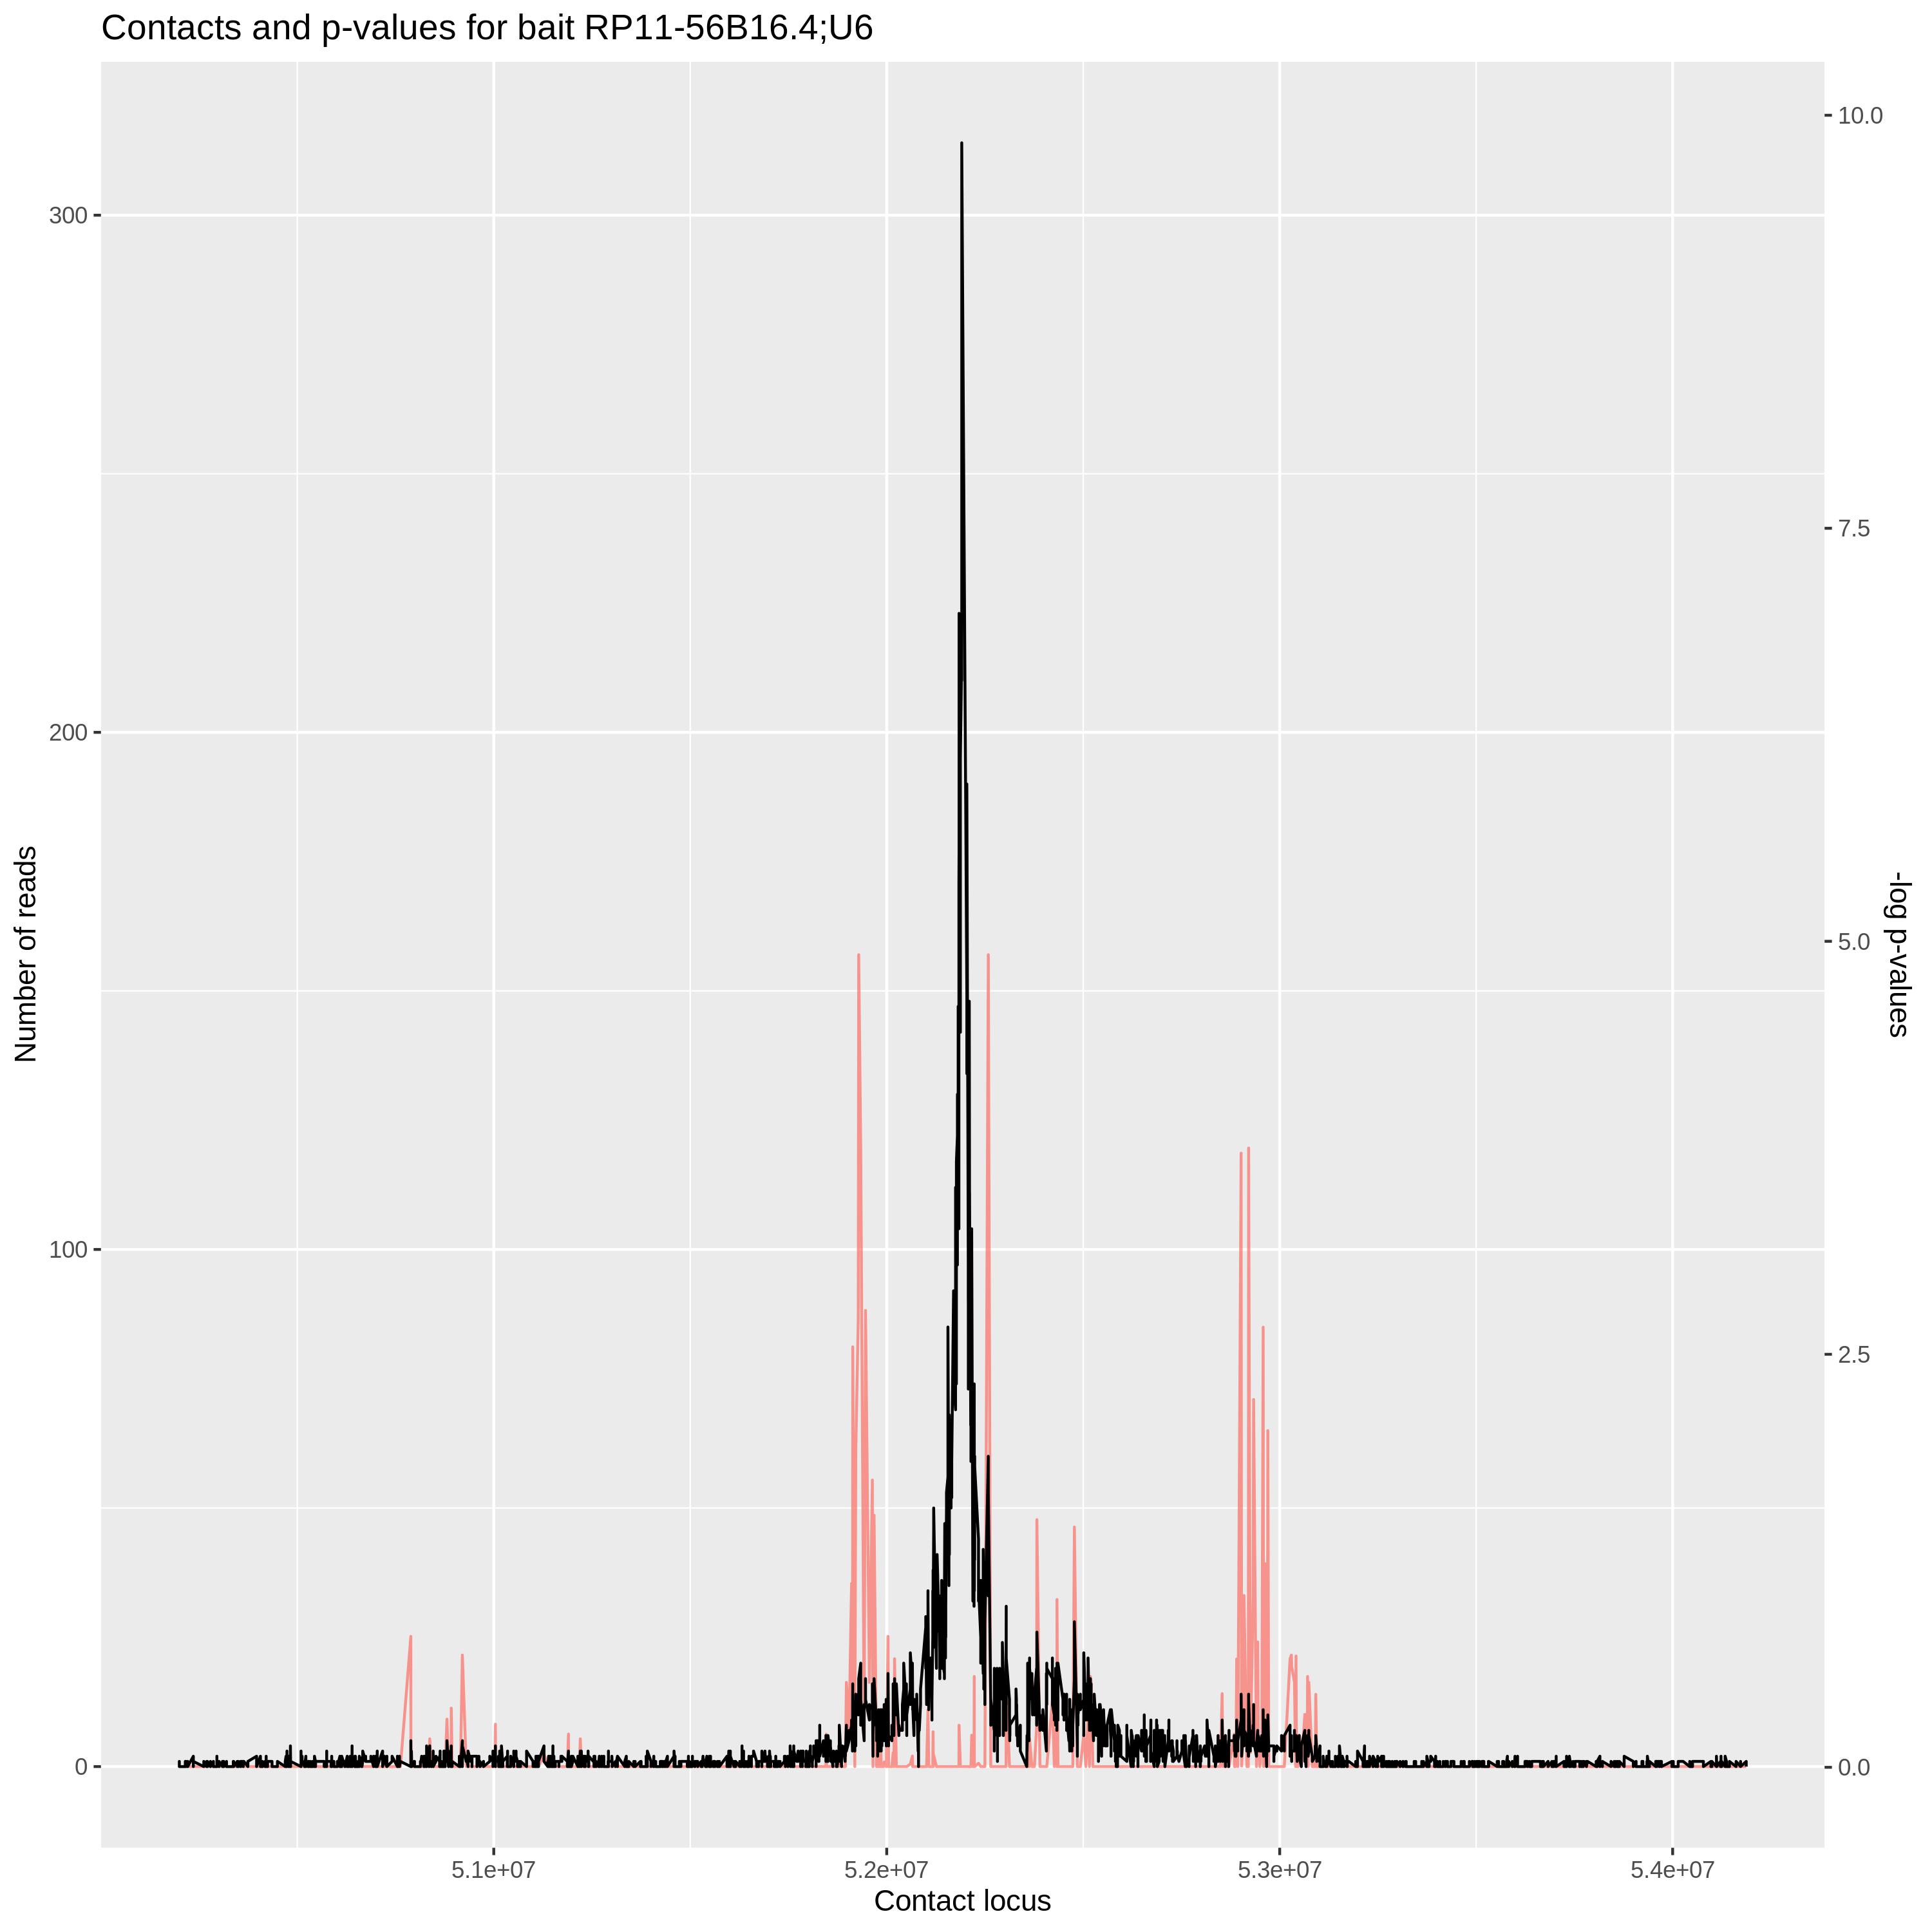 Contacts and p-values for bait RP11-56B16.4;U6
10.0
300
7.5
200
5.0
Number of reads
-log p-values
100
2.5
0
0.0
5.1e+07
5.2e+07
5.3e+07
5.4e+07
Contact locus